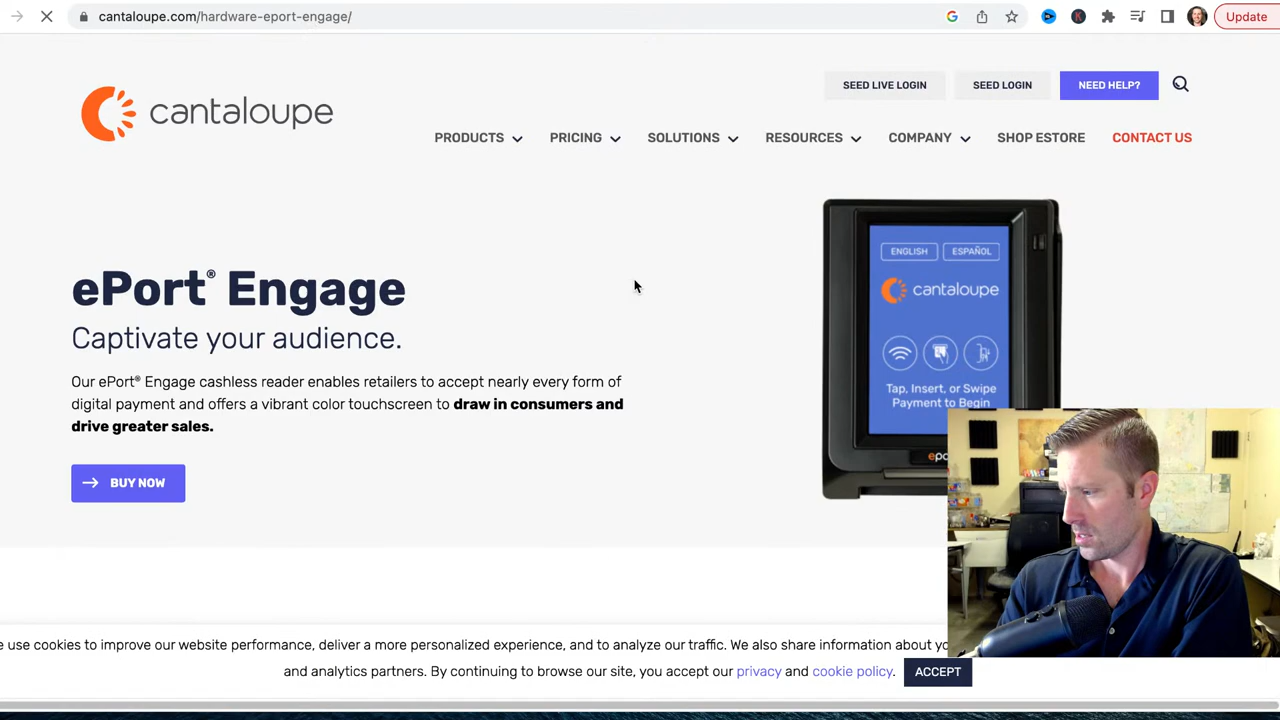 cantaloupe.com/hardware-eport-engage/
Update
SEED LIVE LOGIN
SEED LOGIN
NEED HELP?
cantaloupe
PRODUCTS
PRICING
SOLUTIONS
RESOURCES
COMPANY
SHOP ESTORE
CONTACT US
ENGLISH
ESPAÑOL
cantaloupe
Tap, Insert, or Swipe
Payment to Begin
ePort® Engage
Captivate your audience.
Our ePort® Engage cashless reader enables retailers to accept nearly every form of
digital payment and offers a vibrant color touchscreen to draw in consumers and
drive greater sales.
BUY NOW
use cookies to improve our website performance, deliver a more personalized experience, and to analyze our traffic. We also share information about
and analytics partners. By continuing to browse our site, you accept our privacy and cookie policy.
ACCEPT